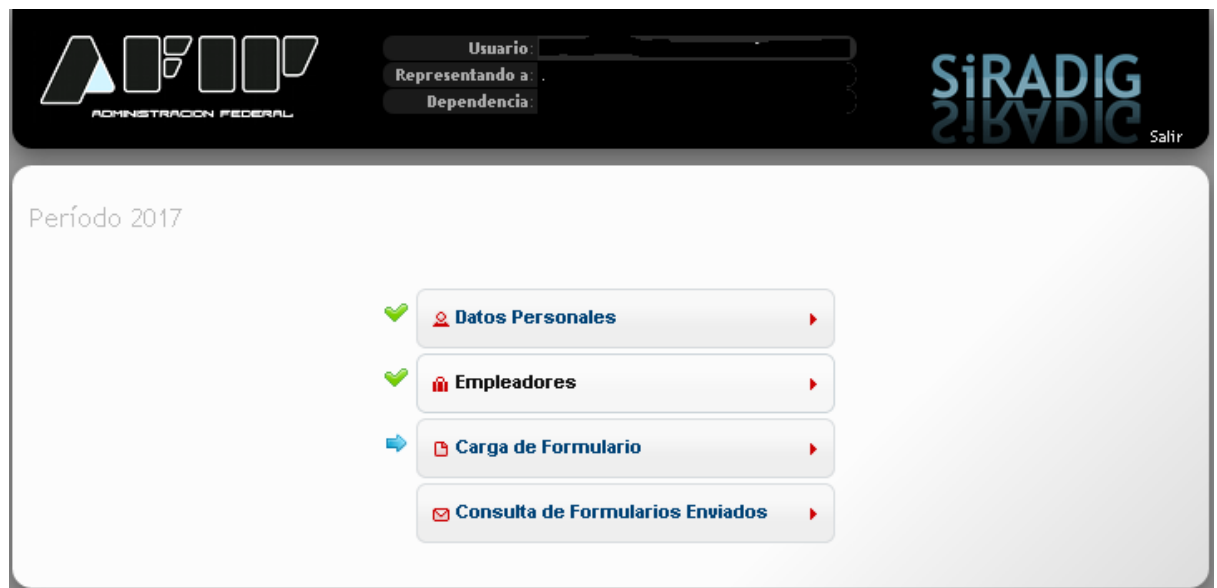 AFIP
ADMINISTRACION FEDERAL
Usuario:
Representando a: .
Dependencia:
SiRADIG
Salir
Período 2017
Datos Personales
Empleadores
Carga de Formulario
Consulta de Formularios Enviados